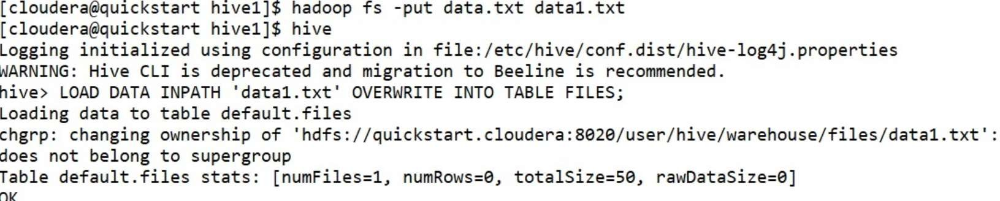 [cloudera@quickstart hive1]$ hadoop fs -put data.txt data1.txt
[cloudera@quickstart hive1]$ hive
Logging initialized using configuration in file:/etc/hive/conf.dist/hive-log4j.properties
WARNING: Hive CLI is deprecated and migration to Beeline is recommended.
hive> LOAD DATA INPATH 'data1.txt' OVERWRITE INTO TABLE FILES;
Loading data to table default.files
chgrp: changing ownership of 'hdfs://quickstart.cloudera:8020/user/hive/warehouse/files/data1.txt':
does not belong to supergroup
Table default.files stats: [numFiles=1, numRows=0, totalSize=50, rawDataSize=0]
OK